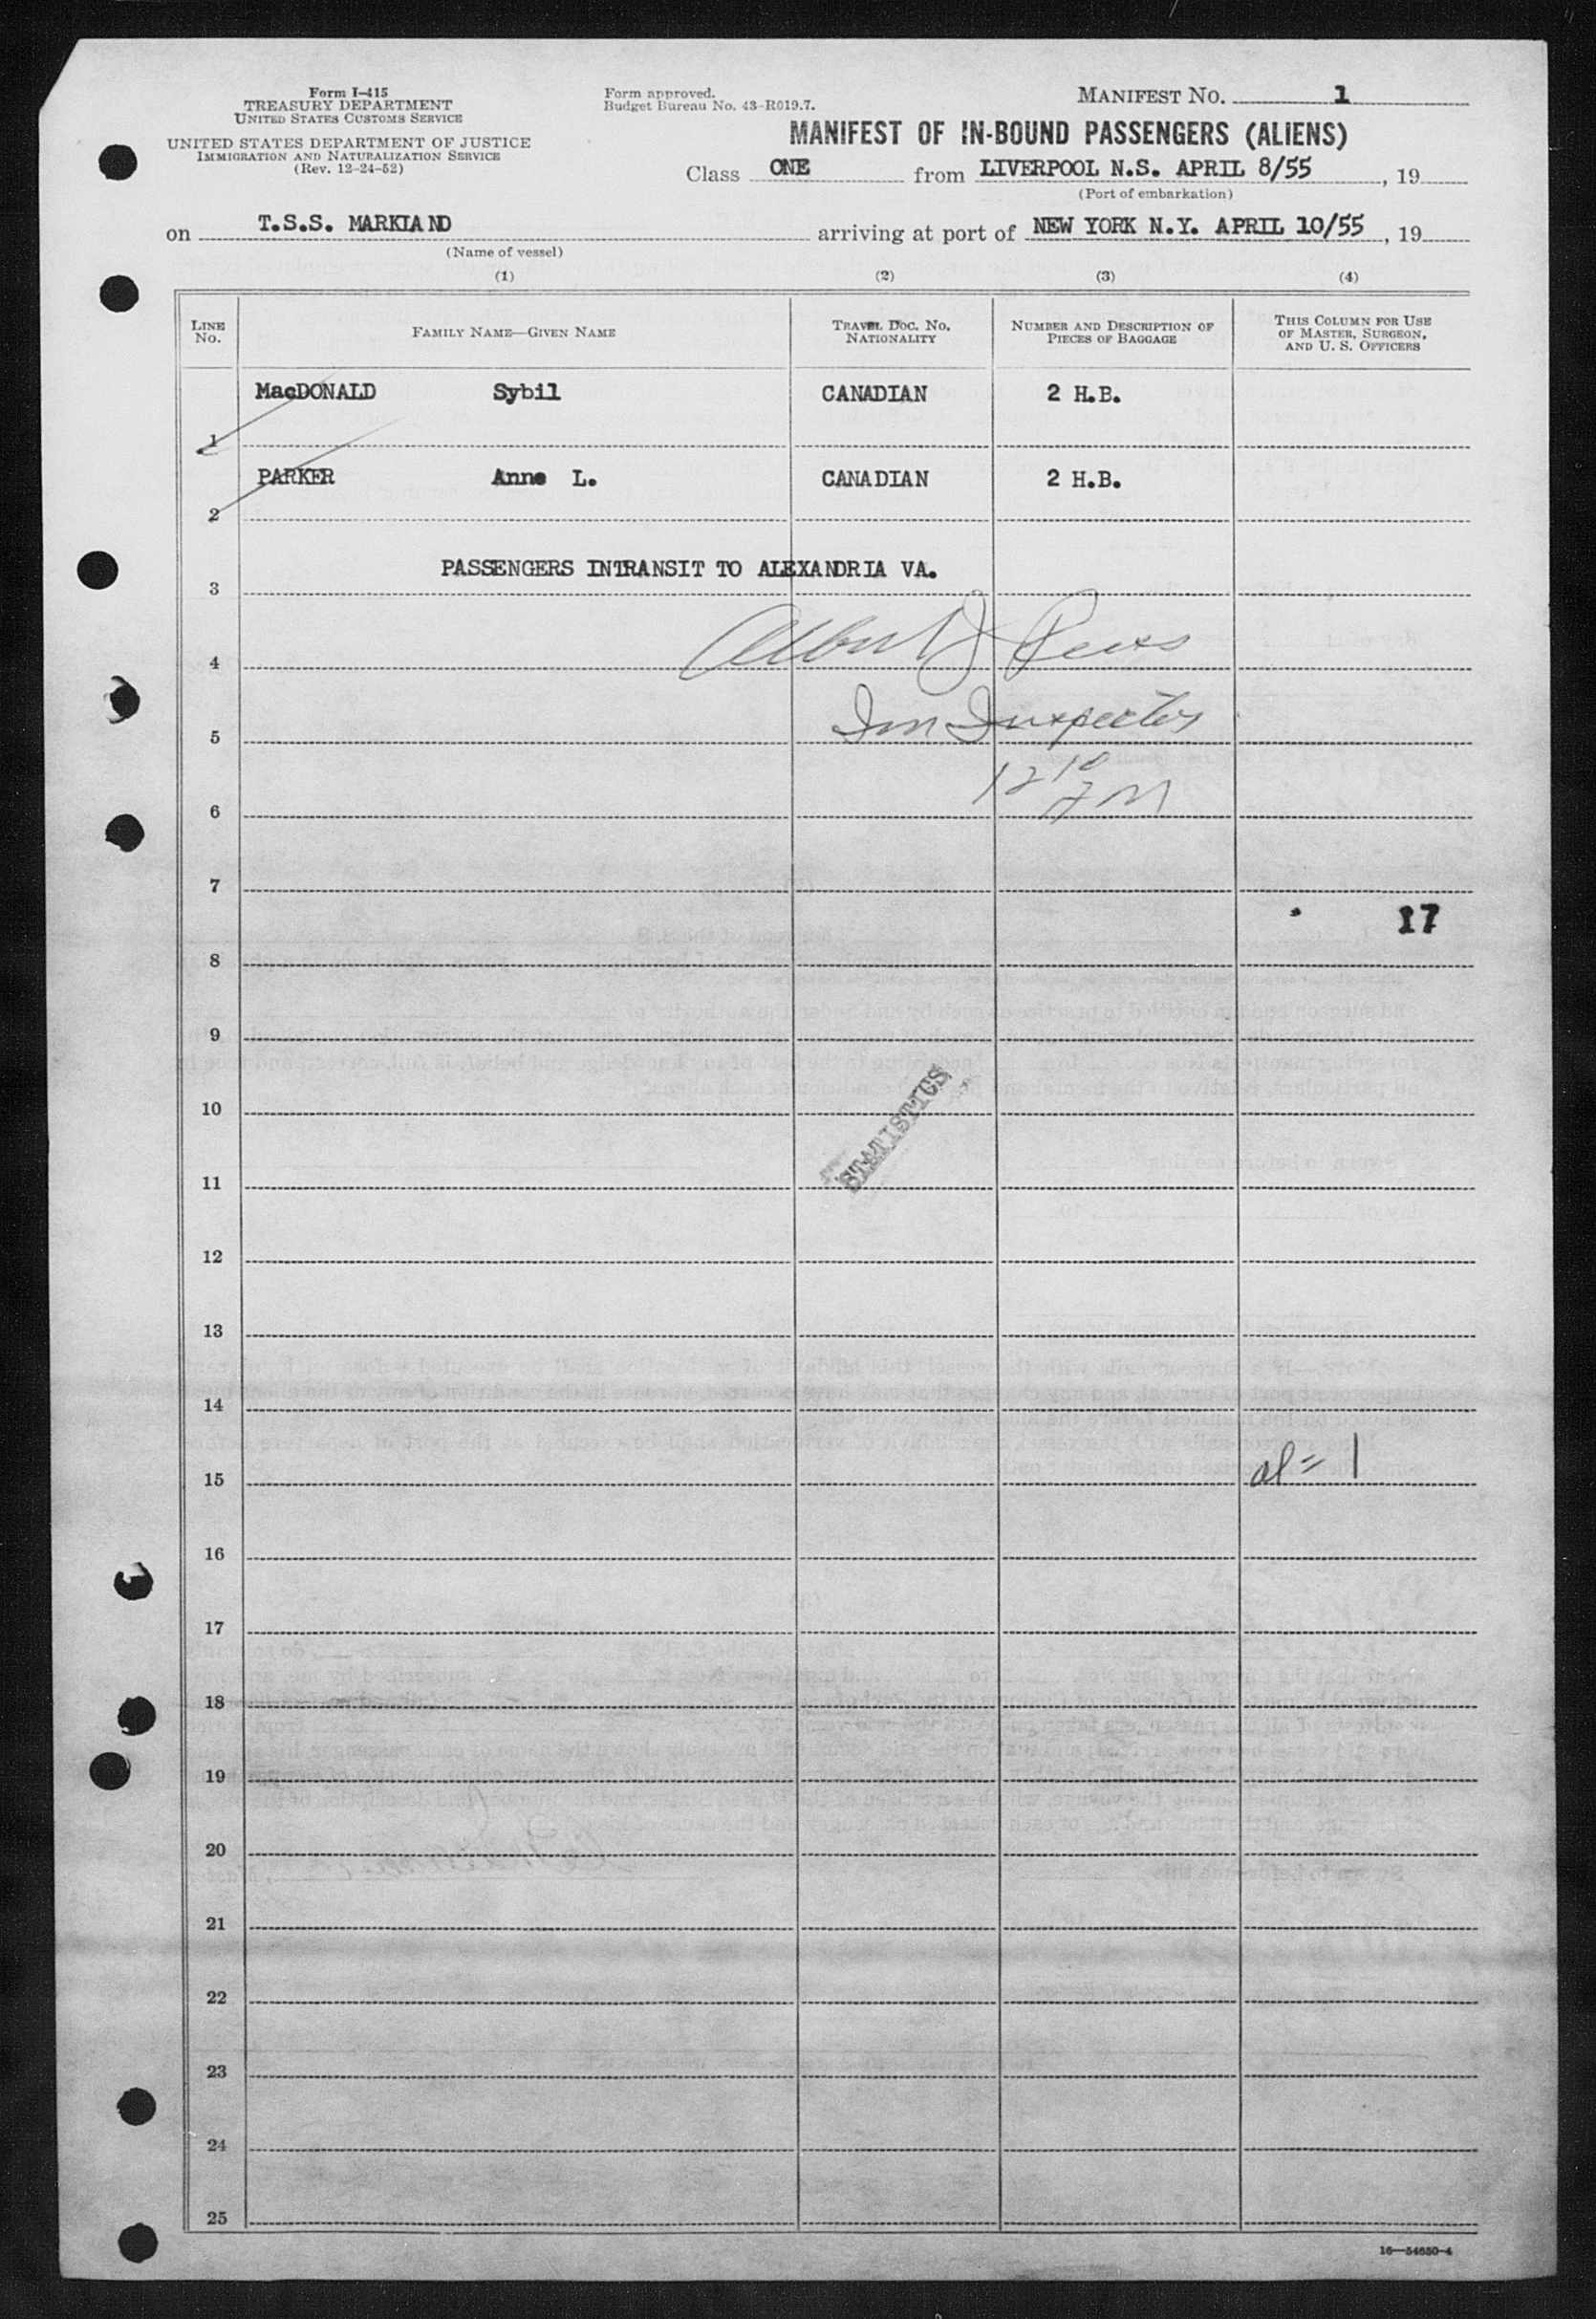 Form I-415
TREASURY DEPARTMENT
UNITED STATES CUSTOMS SERVICE
UNITED STATES DEPARTMENT OF JUSTICE
IMMIGRATION AND NATURALIZATION SERVICE
(Rev. 12-24-52)
Form approved.
Budget Bureau No. 43-R019.7.
MANIFEST NO. 1
MANIFEST OF IN-BOUND PASSENGERS (ALIENS)
Class ONE from LIVERPOOL N.S. APRIL 8/55, 19
(Port of embarkation)
on T.S.S. MARKLAND arriving at port of NEW YORK N.Y. APRIL 10/55, 19
(Name of vessel)
(1) (2) (3) (4)
LINE No. FAMILY NAME—GIVEN NAME TRAVEL DOC. NO. NATIONALITY NUMBER AND DESCRIPTION OF PIECES OF BAGGAGE THIS COLUMN FOR USE OF MASTER, SURGEON, AND U. S. OFFICERS
MacDONALD Sybil CANADIAN 2 H.B.
1
PARKER Anne L. CANADIAN 2 H.B.
2
PASSENGERS INTRANSIT TO ALEXANDRIA VA.
3
Albert J
4
Im Inspector
5
12 10 AM
6
7
17
8
9
10
STATISTICS
11
12
13
14
al = 1
15
16
17
18
19
20
21
22
23
24
25
16—54650-4